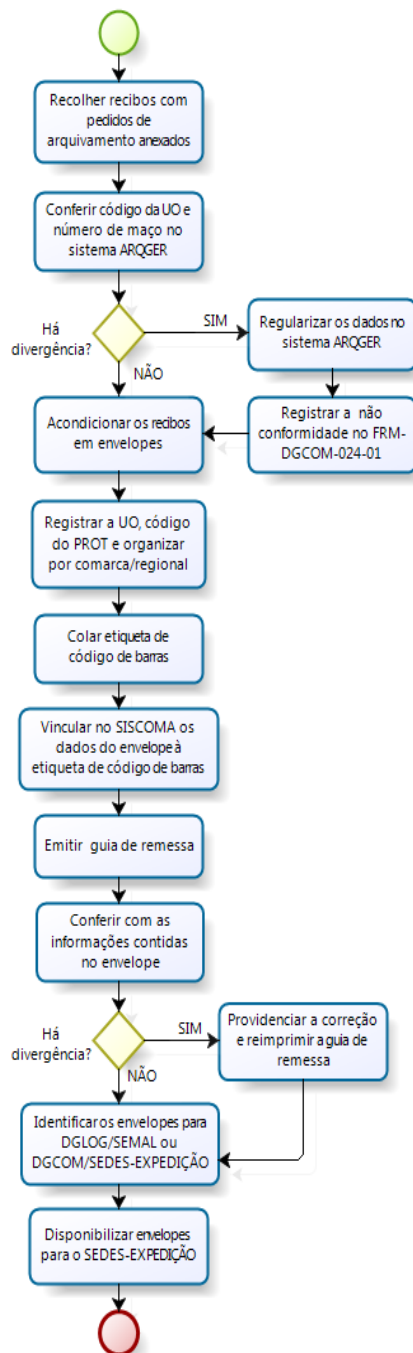 Recolher recibos com
pedidos de
arquivamento anexados
Conferir código da UO e
número de maço no
sistema ARQGER
Há
divergência?
SIM
NÃO
Regularizar os dados no
sistema ARQGER
Registrar a não
conformidade no FRM-
DGCOM-024-01
Acondicionar os recibos
em envelopes
Registrar a UO, código
do PROT e organizar
por comarca/regional
Colar etiqueta de
código de barras
Vincular no SISCOMA os
dados do envelope à
etiqueta de código de barras
Emitir guia de remessa
Conferir com as
informações contidas
no envelope
Há
divergência?
SIM
NÃO
Providenciar a correção
e reimprimir a guia de
remessa
Identificar os envelopes para
DGLOG/SEMAL ou
DGCOM/SEDES-EXPEDIÇÃO
Disponibilizar envelopes
para o SEDES-EXPEDIÇÃO